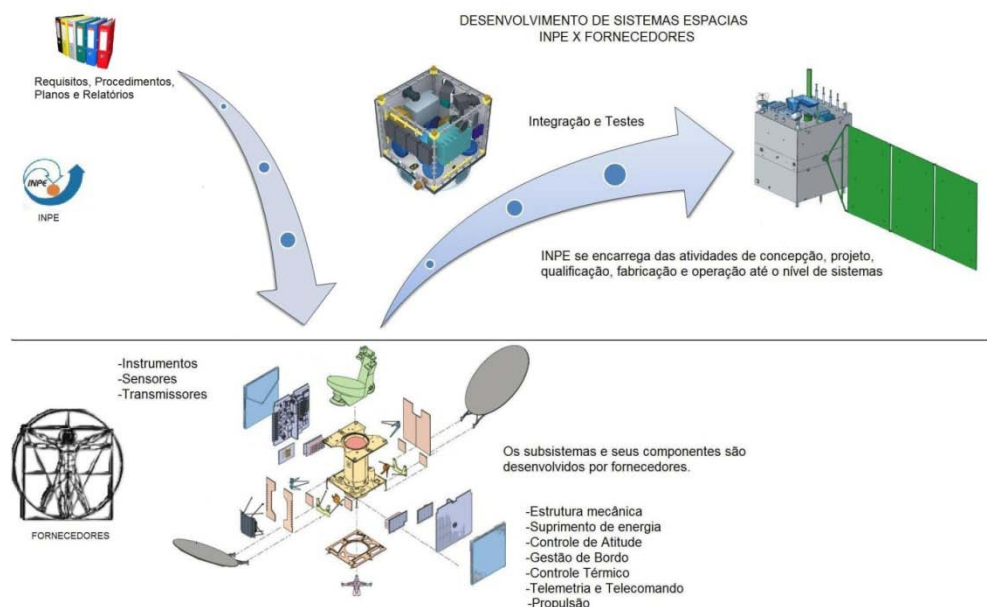 DESENVOLVIMENTO DE SISTEMAS ESPACIAS
INPE X FORNECEDORES
Requisitos, Procedimentos,
Planos e Relatórios
Integração e Testes
INPE
INPE
INPE se encarrega das atividades de concepção, projeto,
qualificação, fabricação e operação até o nível de sistemas
-Instrumentos
-Sensores
-Transmissores
Os subsistemas e seus componentes são
desenvolvidos por fornecedores.
FORNECEDORES
-Estrutura mecânica
-Suprimento de energia
-Controle de Atitude
-Gestão de Bordo
-Controle Térmico
-Telemetria e Telecomando
-Propulsão